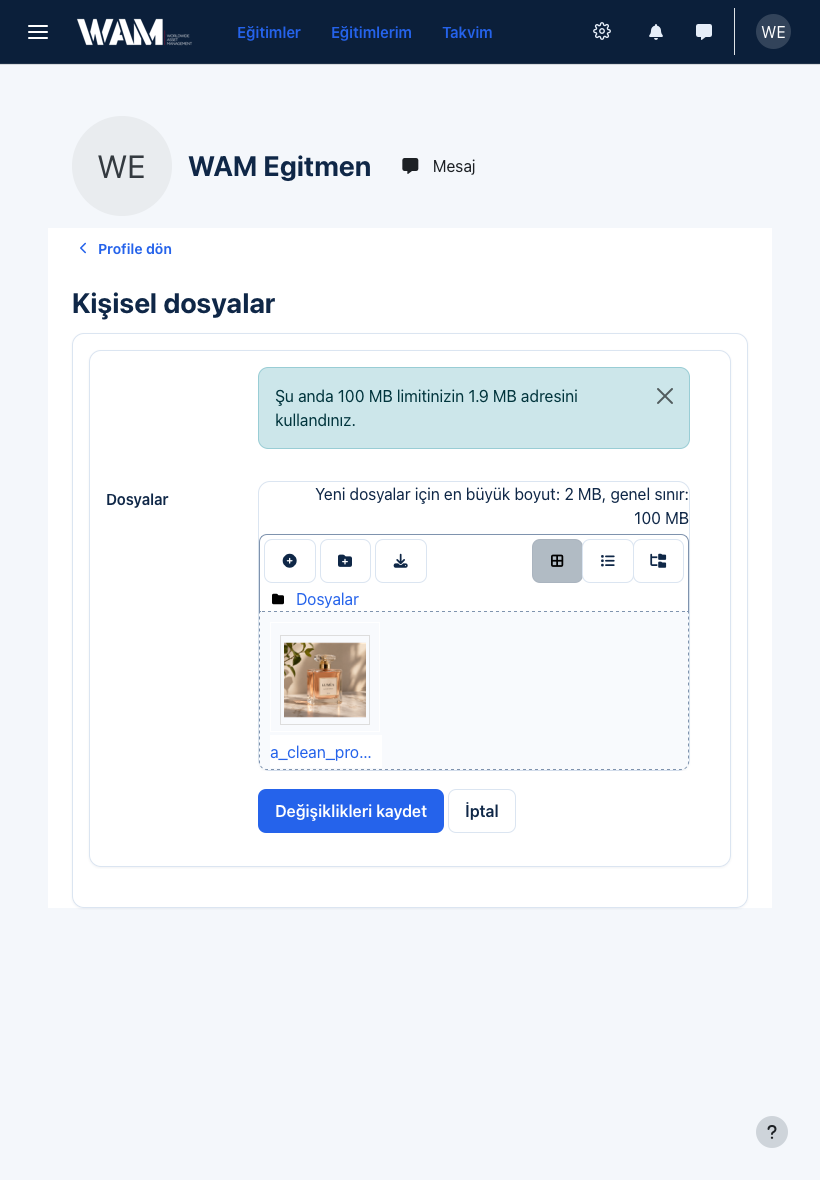 WAM
Eğitimler
Eğitimlerim
Takvim
WE
WE
WAM Egitmen
Mesaj
Profile dön
Kişisel dosyalar
Şu anda 100 MB limitinizin 1.9 MB adresini
kullandınız.
Dosyalar
Yeni dosyalar için en büyük boyut: 2 MB, genel sınır:
100 MB
Dosyalar
a_clean_pro...
Değişiklikleri kaydet
İptal
?